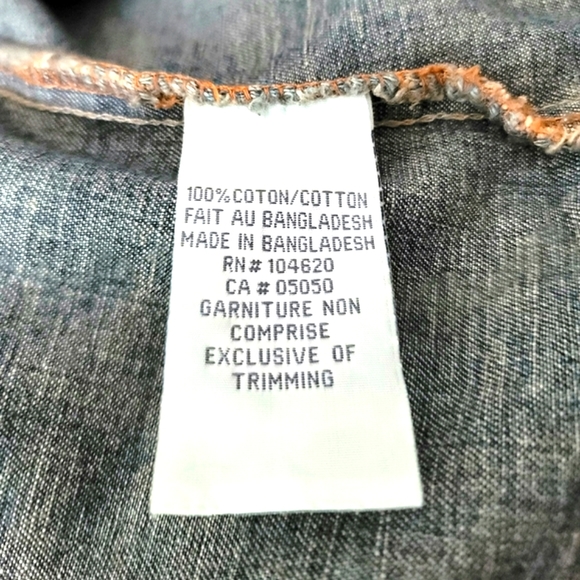 100% COTON/COTTON
FAIT AU BANGLADESH
MADE IN BANGLADESH
RN# 104620
CA # 05050
GARNITURE NON
COMPRISE
EXCLUSIVE OF
TRIMMING